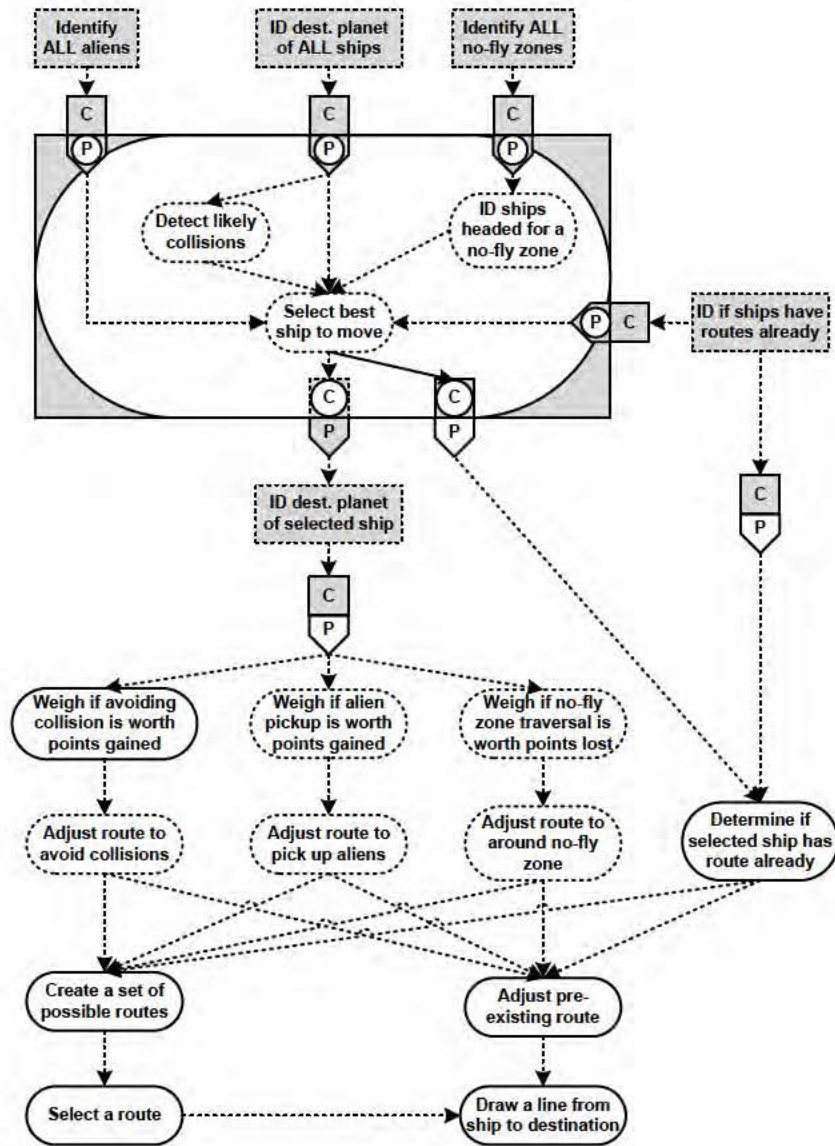 Identify
ALL aliens
ID dest. planet
of ALL ships
Identify ALL
no-fly zones
C
C
C
P
P
P
Detect likely
collisions
ID ships
headed for a
no-fly zone
Select best
ship to move
P
C
ID if ships have
routes already
C
P
C
P
ID dest. planet
of selected ship
C
P
C
P
Weigh if avoiding
collision is worth
points gained
Weigh if alien
pickup is worth
points gained
Weigh if no-fly
zone traversal is
worth points lost
Adjust route to
avoid collisions
Adjust route to
pick up aliens
Adjust route to
around no-fly
zone
Determine if
selected ship has
route already
Create a set of
possible routes
Adjust pre-
existing route
Select a route
Draw a line from
ship to destination